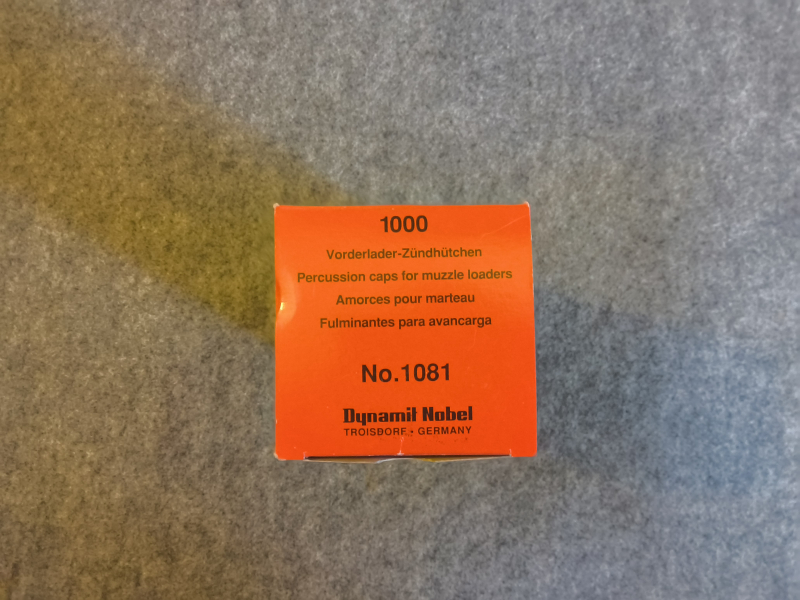 1000
Vorderlader-Zündhütchen
Percussion caps for muzzle loaders
Amorces pour marteau
Fulminantes para avancarga
No.1081
Dynamit Nobel
TROISDORF • GERMANY